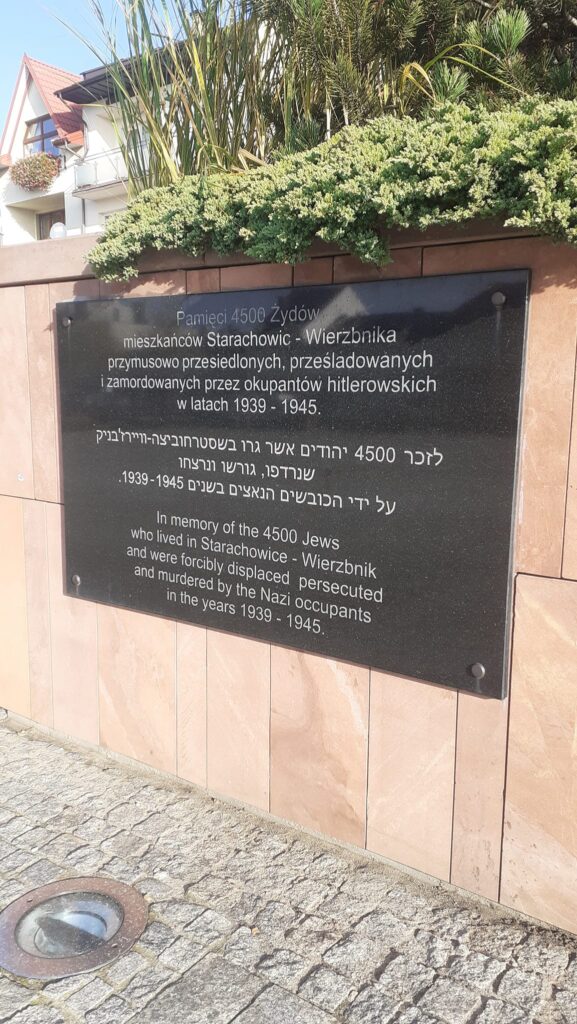 Pamięci 4500 Żydów,
mieszkańców Starachowic - Wierzbnika
przymusowo przesiedlonych, prześladowanych
i zamordowanych przez okupantów hitlerowskich
w latach 1939 - 1945.
לזכר 4500 יהודים אשר גרו בשסטרחוביצה-וויירז'בניק
שנרדפו, גורשו ונרצחו
על ידי הכובשים הנאצים בשנים 1939-1945.
In memory of the 4500 Jews
who lived in Starachowice - Wierzbnik
and were forcibly displaced persecuted
and murdered by the Nazi occupants
in the years 1939 - 1945.